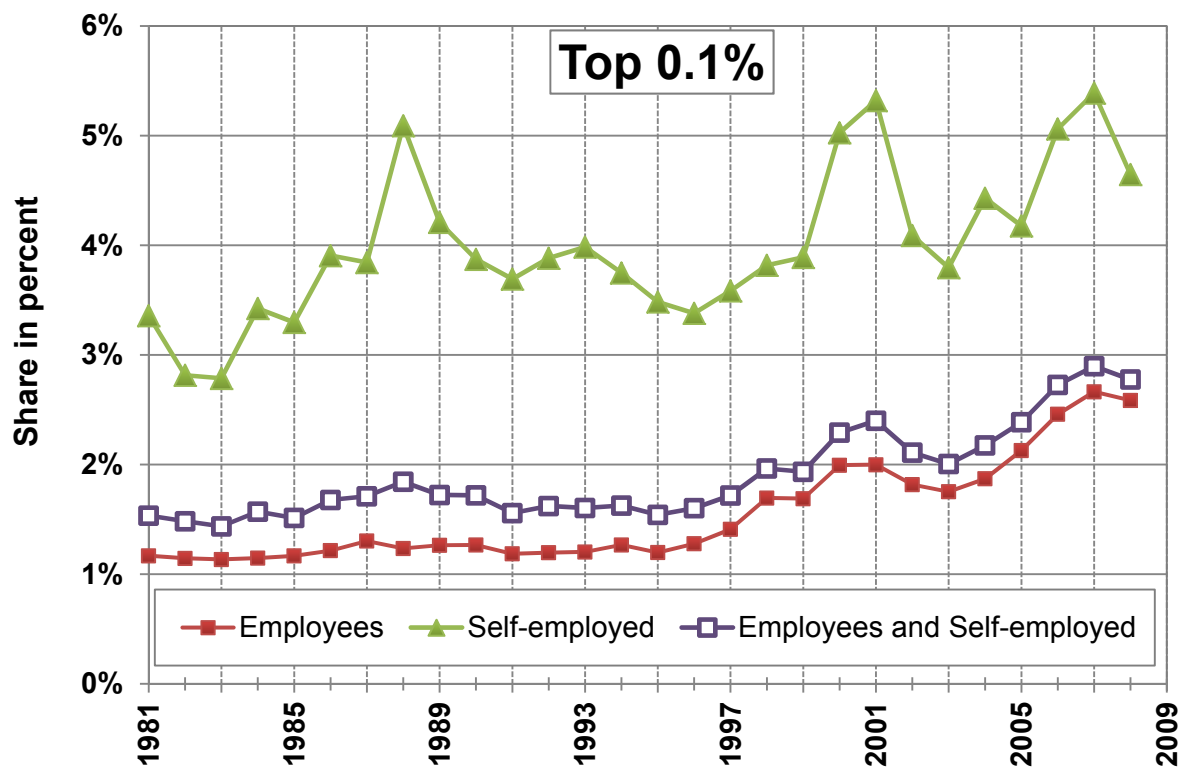 Top 0.1%
Share in percent
6%
5%
4%
3%
2%
1%
0%
Employees Self-employed Employees and Self-employed
1981 1985 1989 1993 1997 2001 2005 2009